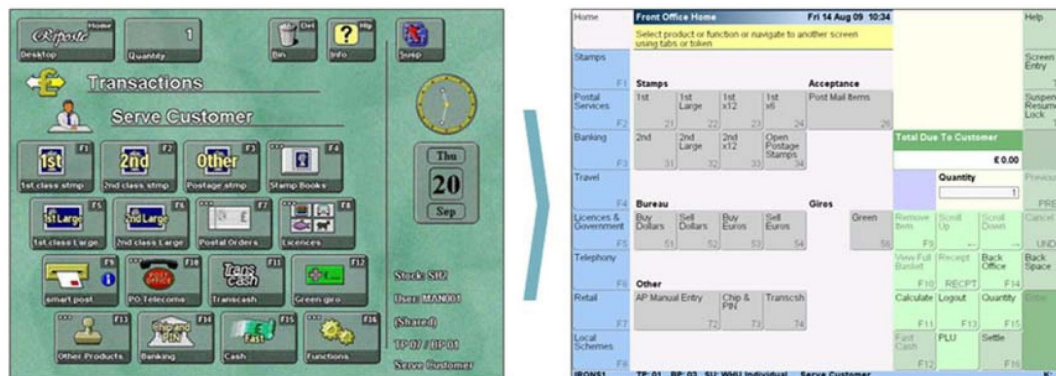 Riposte
Home
Desktop
1
Quantity
Del
Bin
Hlp
Info
Susp
Transactions
Serve Customer
1st F1
1st class stmp
2nd F2
2nd class stmp
Other F3
Postage stmp
F4
Stamp Books
1st Large F5
1st class Large
2nd Large F6
2nd class Large
F7
Postal Orders
F8
Licences
F9
smart post
POST OFFICE F10
PO Telecoms
Trans cash F11
Transcash
F12
Green giro
F13
Other Products
Chip and PIN F14
Banking
Fast F15
Cash
F16
Functions
Thu
20
Sep
Stock: SH2
User: MAN001
(Shared)
TP 07 / BP 01
Serve Customer
Home
Front Office Home Fri 14 Aug 09 10:34
Select product or function or navigate to another screen
using tabs or token
Help
Stamps
F1
Postal
Services
F2
Banking
F3
Travel
F4
Licences &
Government
F5
Telephony
F6
Retail
F7
Local
Schemes
F8
Stamps
Acceptance
1st
21
1st
Large
22
1st
x12
23
1st
x6
24
Post Mail Items
2nd
31
2nd
Large
32
2nd
x12
33
Open
Postage
Stamps
34
Bureau
Giros
Buy
Dollars
51
Sell
Dollars
52
Buy
Euros
53
Sell
Euros
54
Green
Other
AP Manual Entry
72
Chip &
PIN
73
Transcsh
74
Total Due To Customer
£ 0.00
Quantity
1
Remove
Item
F9
Scroll
Up
Scroll
Down
View Full
Basket
F10
Receipt
RECPT
Back
Office
F14
Calculate
F11
Logout
F13
Quantity
F15
Fast
Cash
F12
PLU
Settle
F16
Screen
Entry
Suspen
Resume
Lock
Previous
PRE
Cancel
UND
Back
Space
Enter
IRONS1 TP: 01 BP: 03 SU: WHU Individual Serve Customer K: